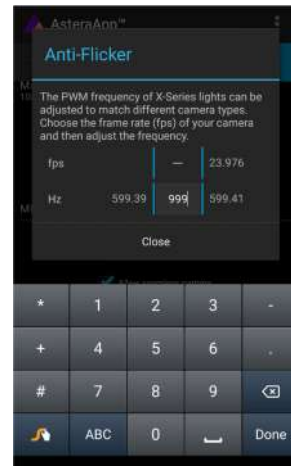 AsteraApp™
Anti-Flicker
The PWM frequency of X-Series lights can be
adjusted to match different camera types.
Choose the frame rate (fps) of your camera
and then adjust the frequency.
fps — 23.976
Hz 599.39 999 599.41
Close
* 1 2 3 -
+ 4 5 6 .
# 7 8 9
ABC 0 Done